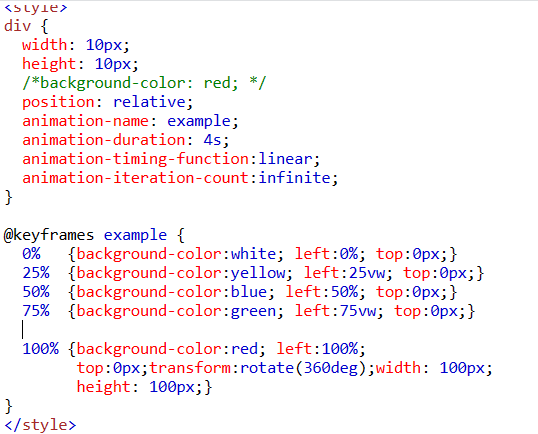 <style>
div {
  width: 10px;
  height: 10px;
  /*background-color: red; */
  position: relative;
  animation-name: example;
  animation-duration: 4s;
  animation-timing-function:linear;
  animation-iteration-count:infinite;
}

@keyframes example {
  0%   {background-color:white; left:0%; top:0px;}
  25%  {background-color:yellow; left:25vw; top:0px;}
  50%  {background-color:blue; left:50%; top:0px;}
  75%  {background-color:green; left:75vw; top:0px;}

  100% {background-color:red; left:100%;
        top:0px;transform:rotate(360deg);width: 100px;
        height: 100px;}
}
</style>